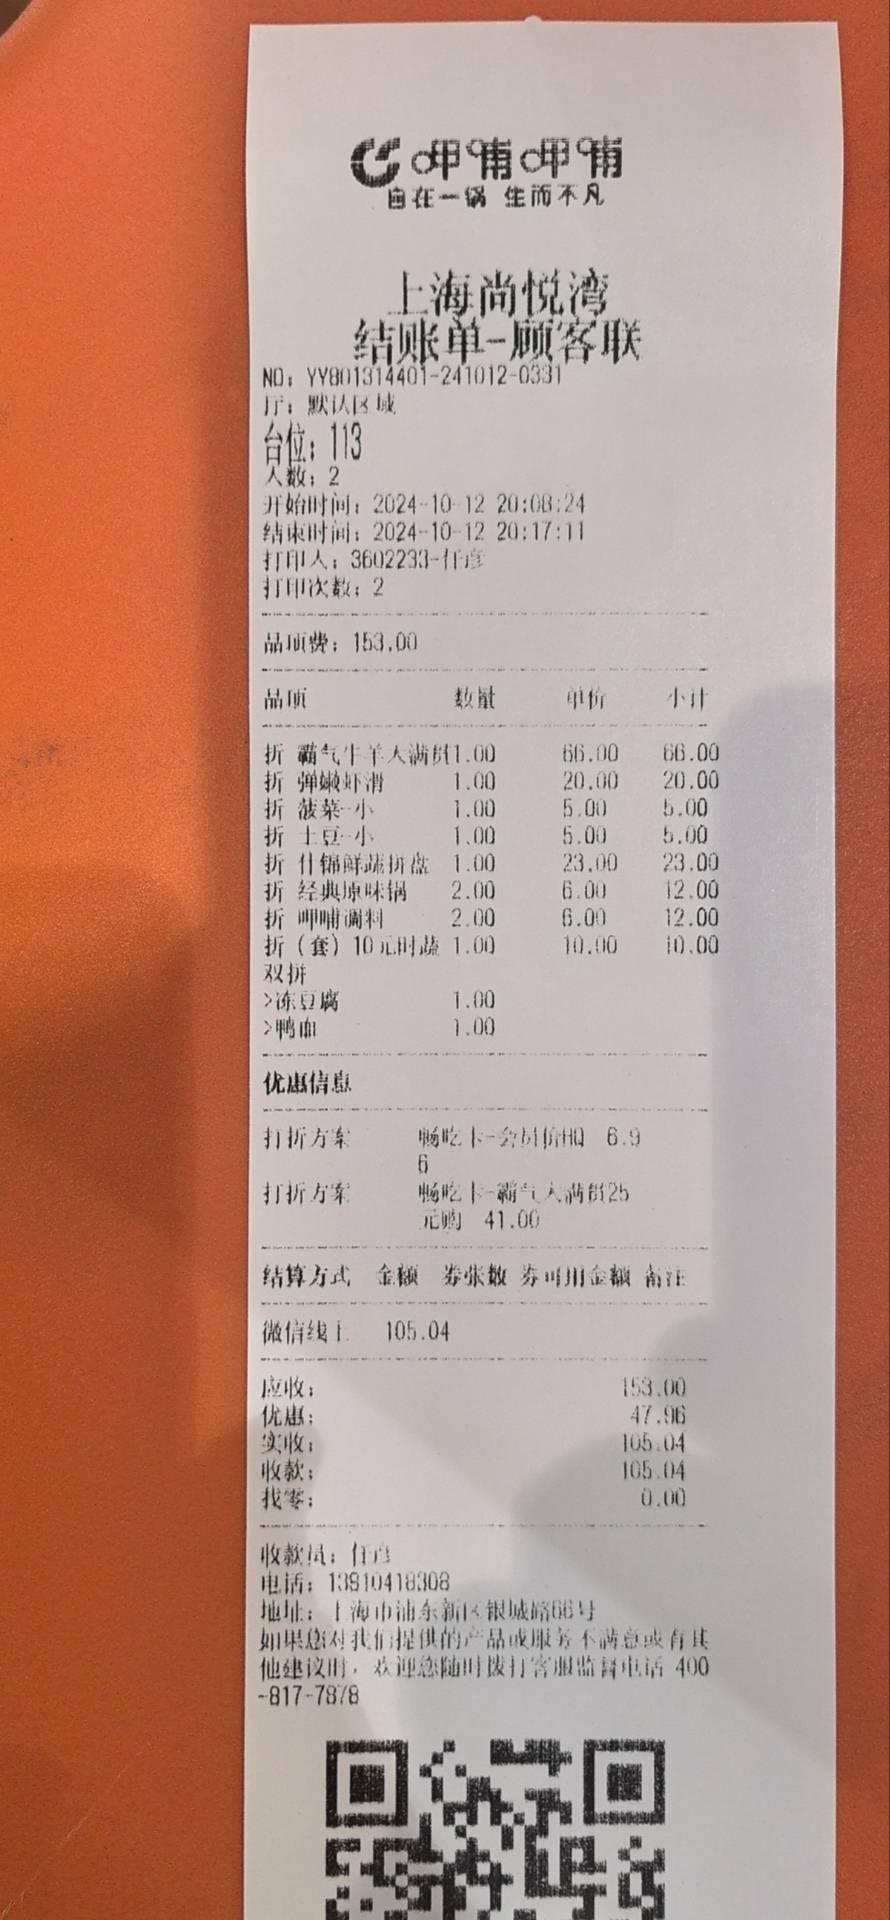 呷哺呷哺
自在一锅 生而不凡
上海尚悦湾
结账单-顾客联
NO: YY801314401-241012-0331
厅: 默认区域
台位: 113
人数: 2
开始时间: 2024-10-12 20:08:24
结束时间: 2024-10-12 20:17:11
打印人: 3602233-任彦
打印次数: 2
品项费: 153.00
品项 数量 单价 小计
折 霸气牛羊大满贯1.00 66.00 66.00
折 弹嫩虾滑 1.00 20.00 20.00
折 菠菜-小 1.00 5.00 5.00
折 土豆-小 1.00 5.00 5.00
折 什锦鲜蔬拼盘 1.00 23.00 23.00
折 经典原味锅 2.00 6.00 12.00
折 呷哺调料 2.00 6.00 12.00
折 (套) 10元时蔬 1.00 10.00 10.00
双拼
>冻豆腐 1.00
>鸭血 1.00
优惠信息
打折方案 畅吃卡-会员价HQ 6.9
6
打折方案 畅吃卡-霸气大满贯25
元购 41.00
结算方式 金额 券张数 券可用金额 备注
微信线上 105.04
应收: 153.00
优惠: 47.96
实收: 105.04
收款: 105.04
找零: 0.00
收款员: 任彦
电话: 13910418308
地址: 上海市浦东新区银城路66号
如果您对我们提供的产品或服务不满意或有其
他建议时，欢迎您随时拨打客服监督电话 400
-817-7878